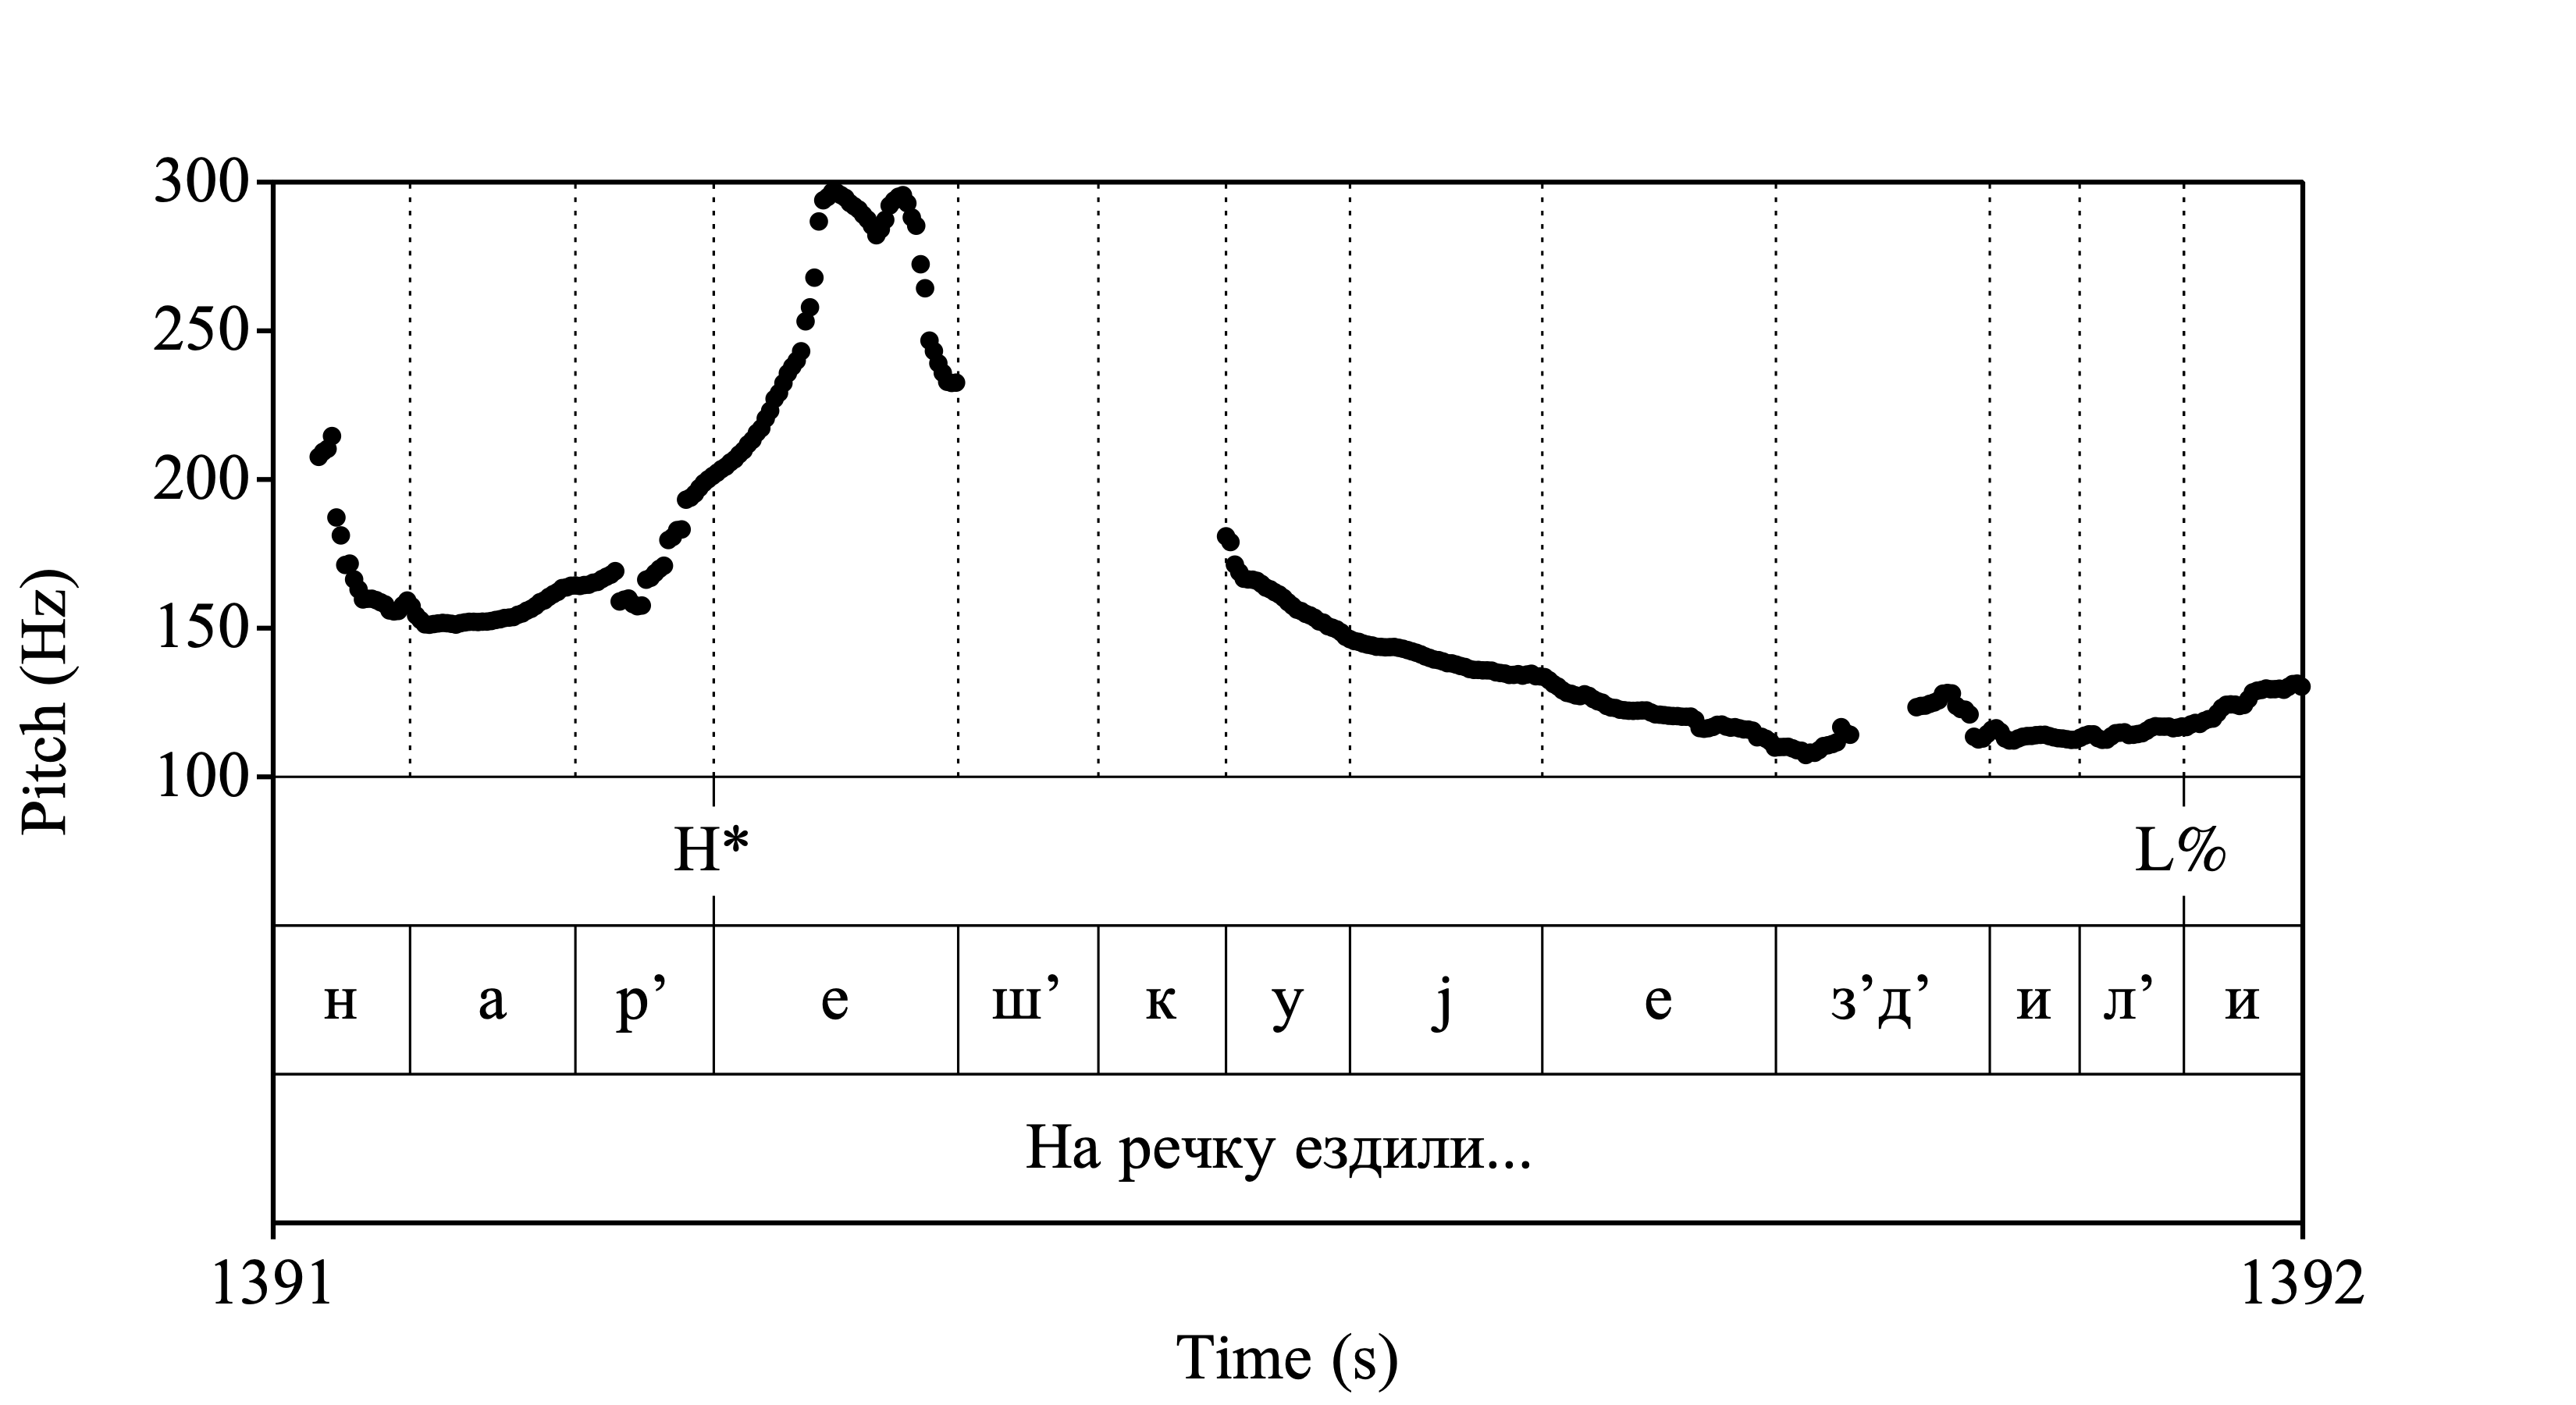 300
250
200
150
100
Pitch (Hz)
H* L%
н а р’ е ш’ к у j е з’д’ и л’ и
На речку ездили...
1391 1392
Time (s)